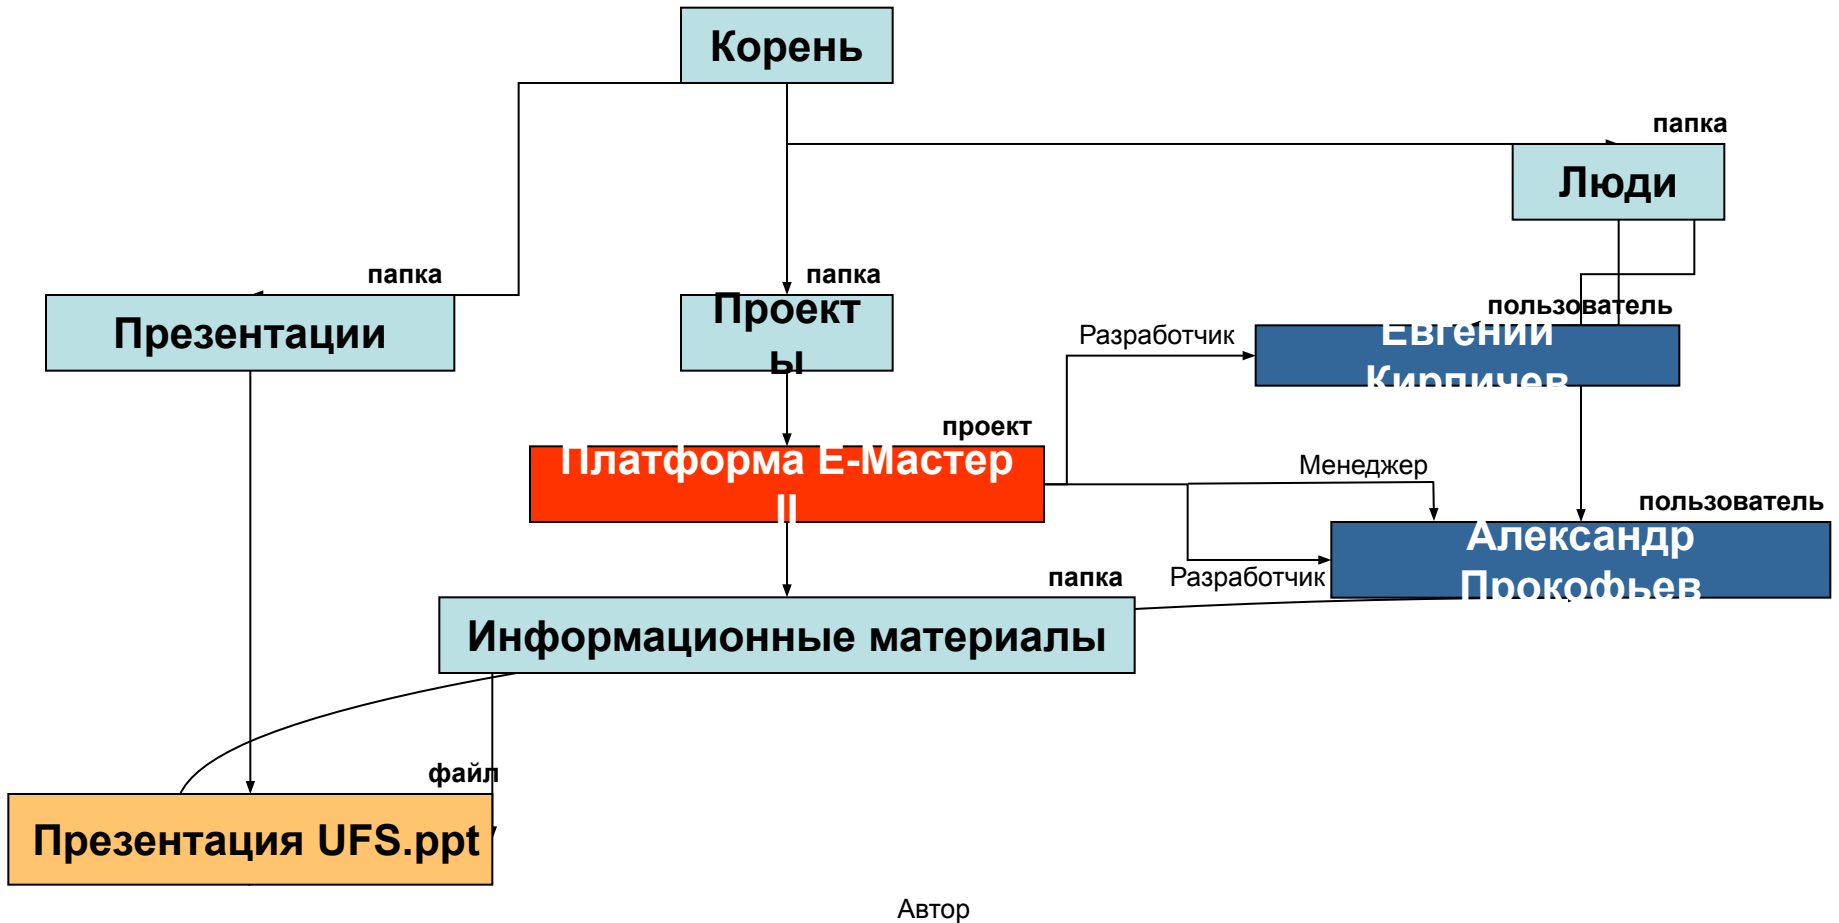 Корень
папка
Люди
папка
папка
Презентации
Проект
ы
пользователь
Разработчик
Евгений
Кирпичев
проект
Платформа Е-Мастер
II
Менеджер
пользователь
Александр
Прокофьев
Разработчик
папка
Информационные материалы
файл
Презентация UFS.ppt
Автор